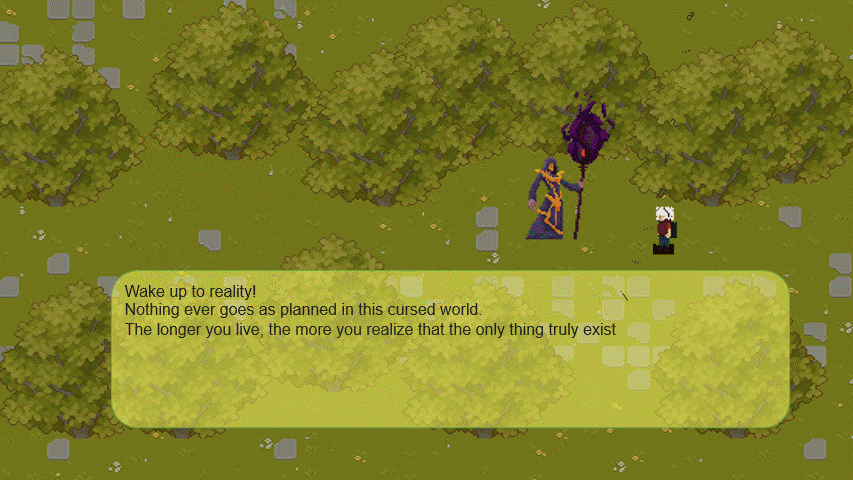 Wake up to reality!
Nothing ever goes as planned in this cursed world.
The longer you live, the more you realize that the only thing truly exist